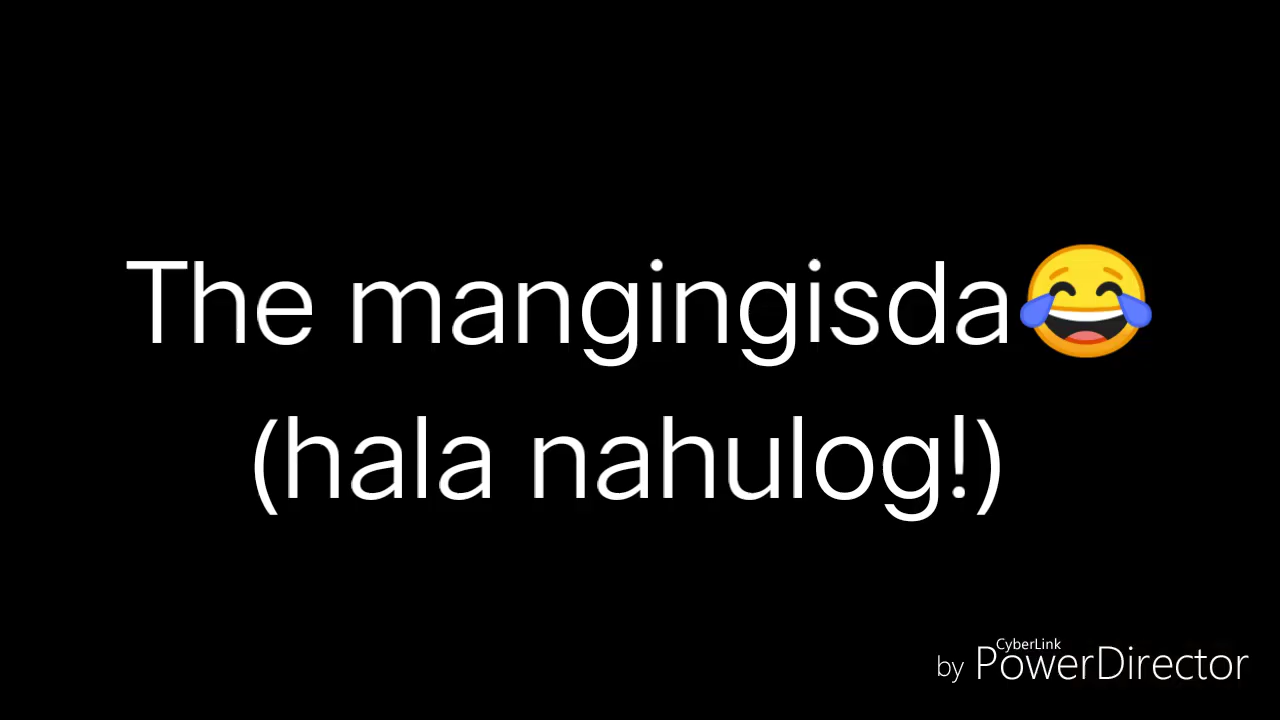 The mangingisda😂
(hala nahulog!)
by CyberLink PowerDirector